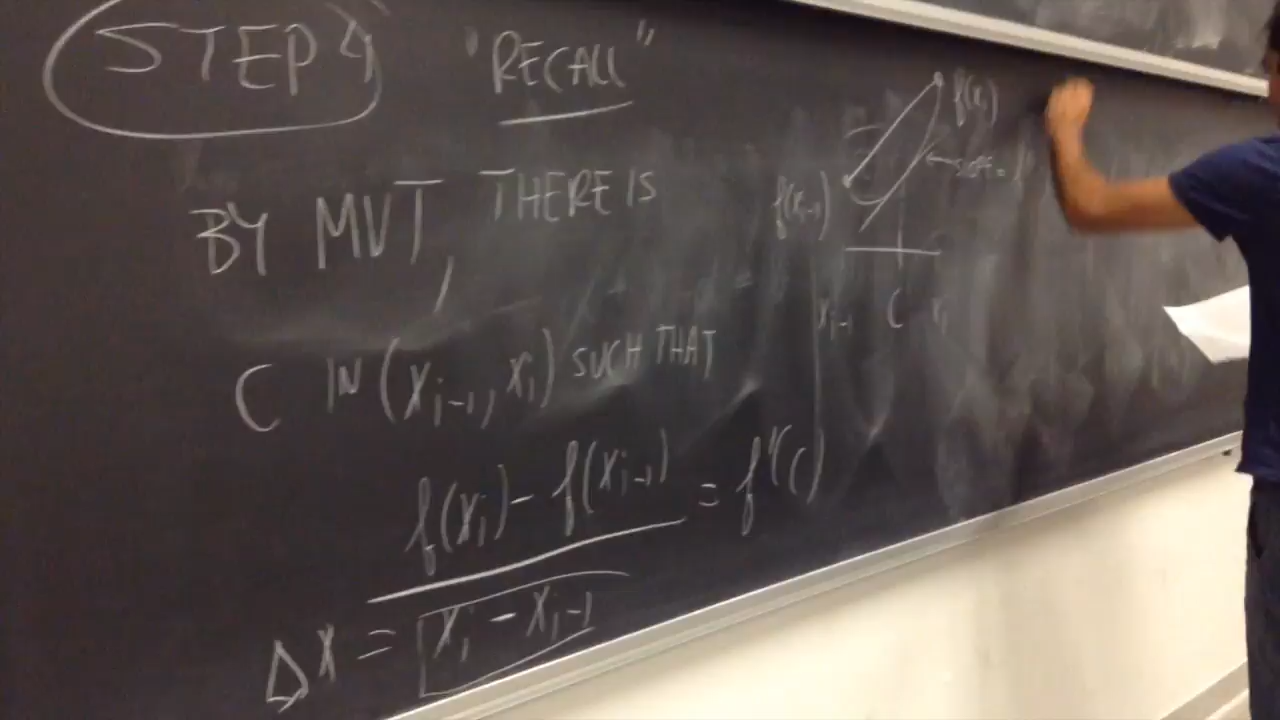 STEP 4 "RECALL"
BY MVT, THERE IS
C IN (xi-1, xi) SUCH THAT
f(xi) - f(xi-1) = f'(c)
Δx = xi - xi-1
f(xi)
f(xi-1)
xi-1 C xi